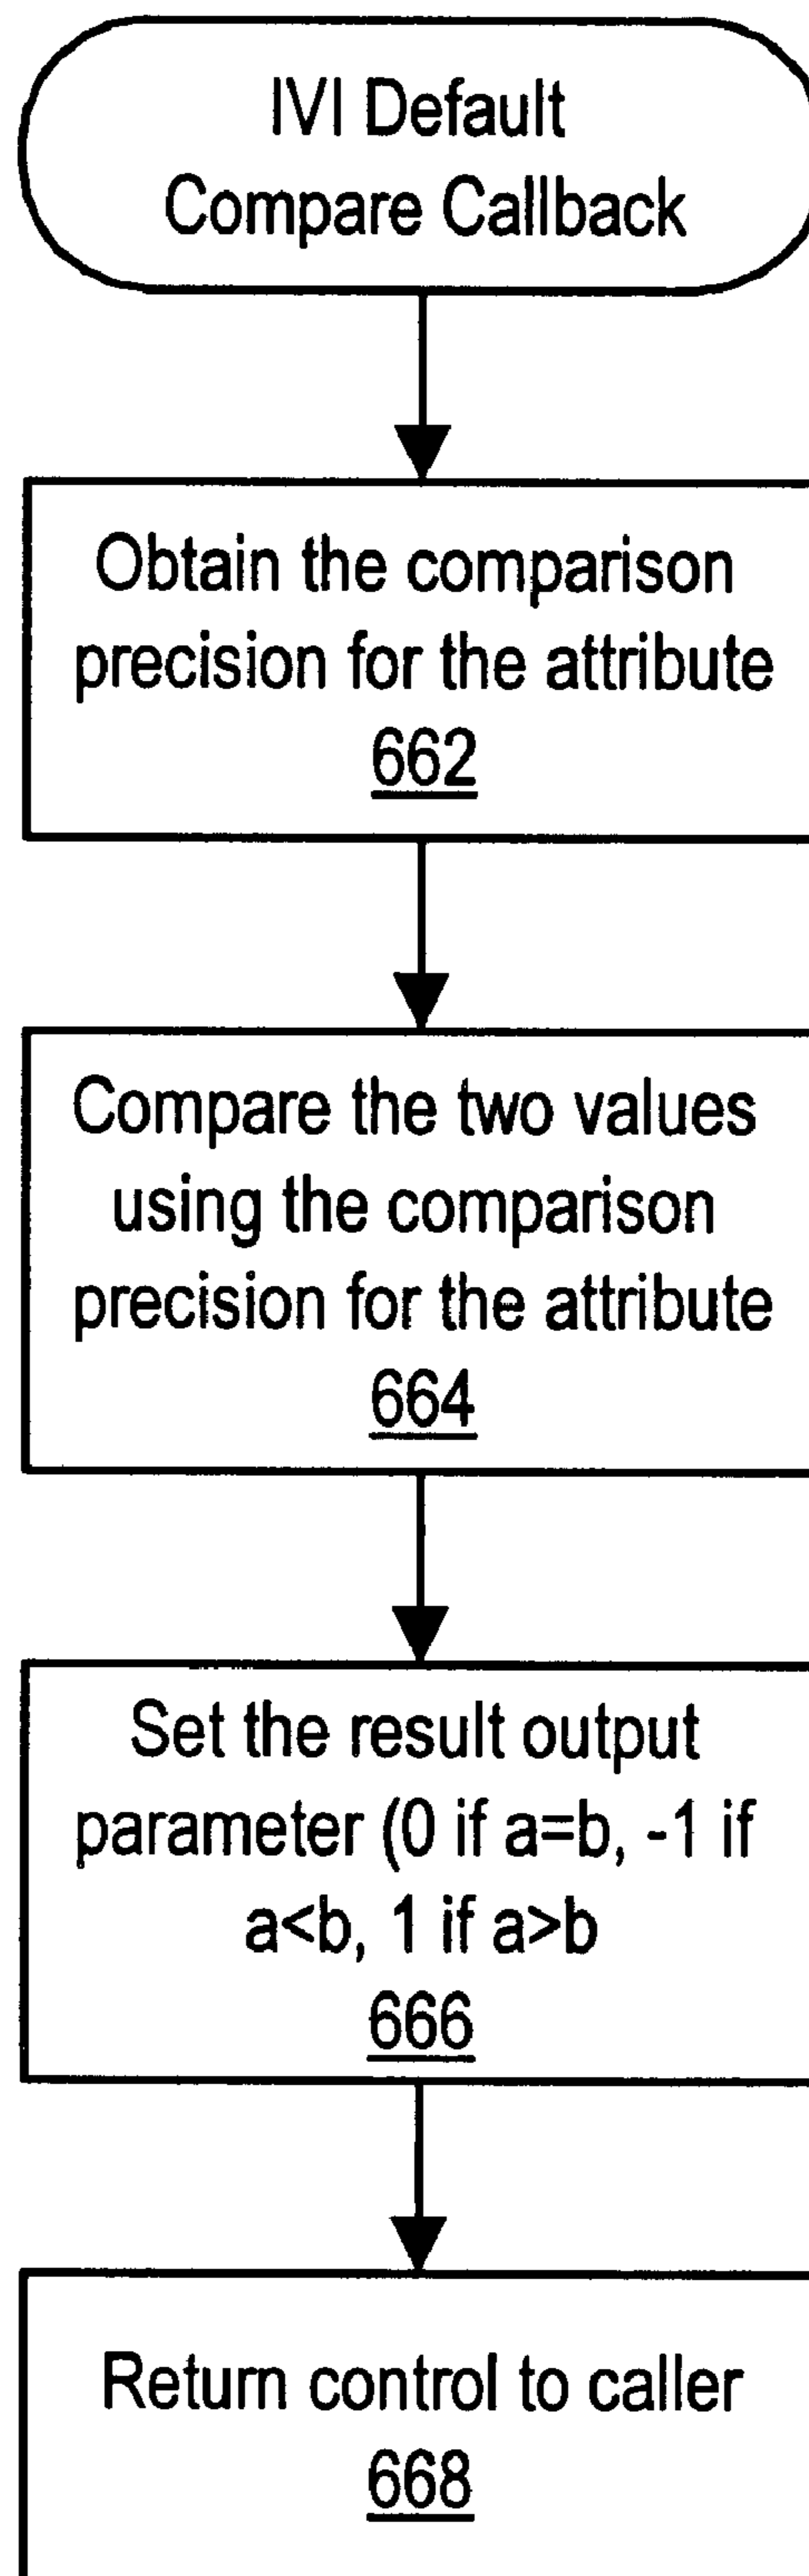 IVI Default
Compare Callback
Obtain the comparison
precision for the attribute
662
Compare the two values
using the comparison
precision for the attribute
664
Set the result output
parameter (0 if a=b, -1 if
a<b, 1 if a>b
666
Return control to caller
668